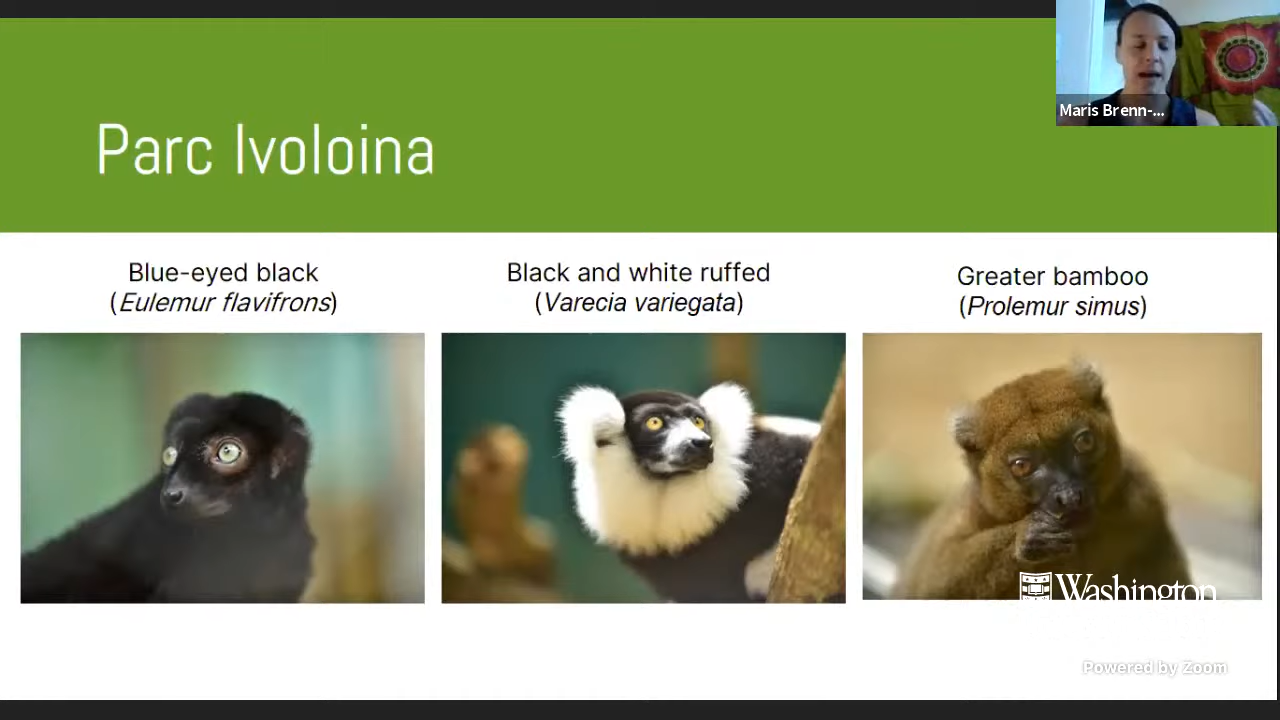 Maris Brenn-...
Parc Ivoloina
Blue-eyed black
(Eulemur flavifrons)
Black and white ruffed
(Varecia variegata)
Greater bamboo
(Prolemur simus)
Washington
Powered by Zoom